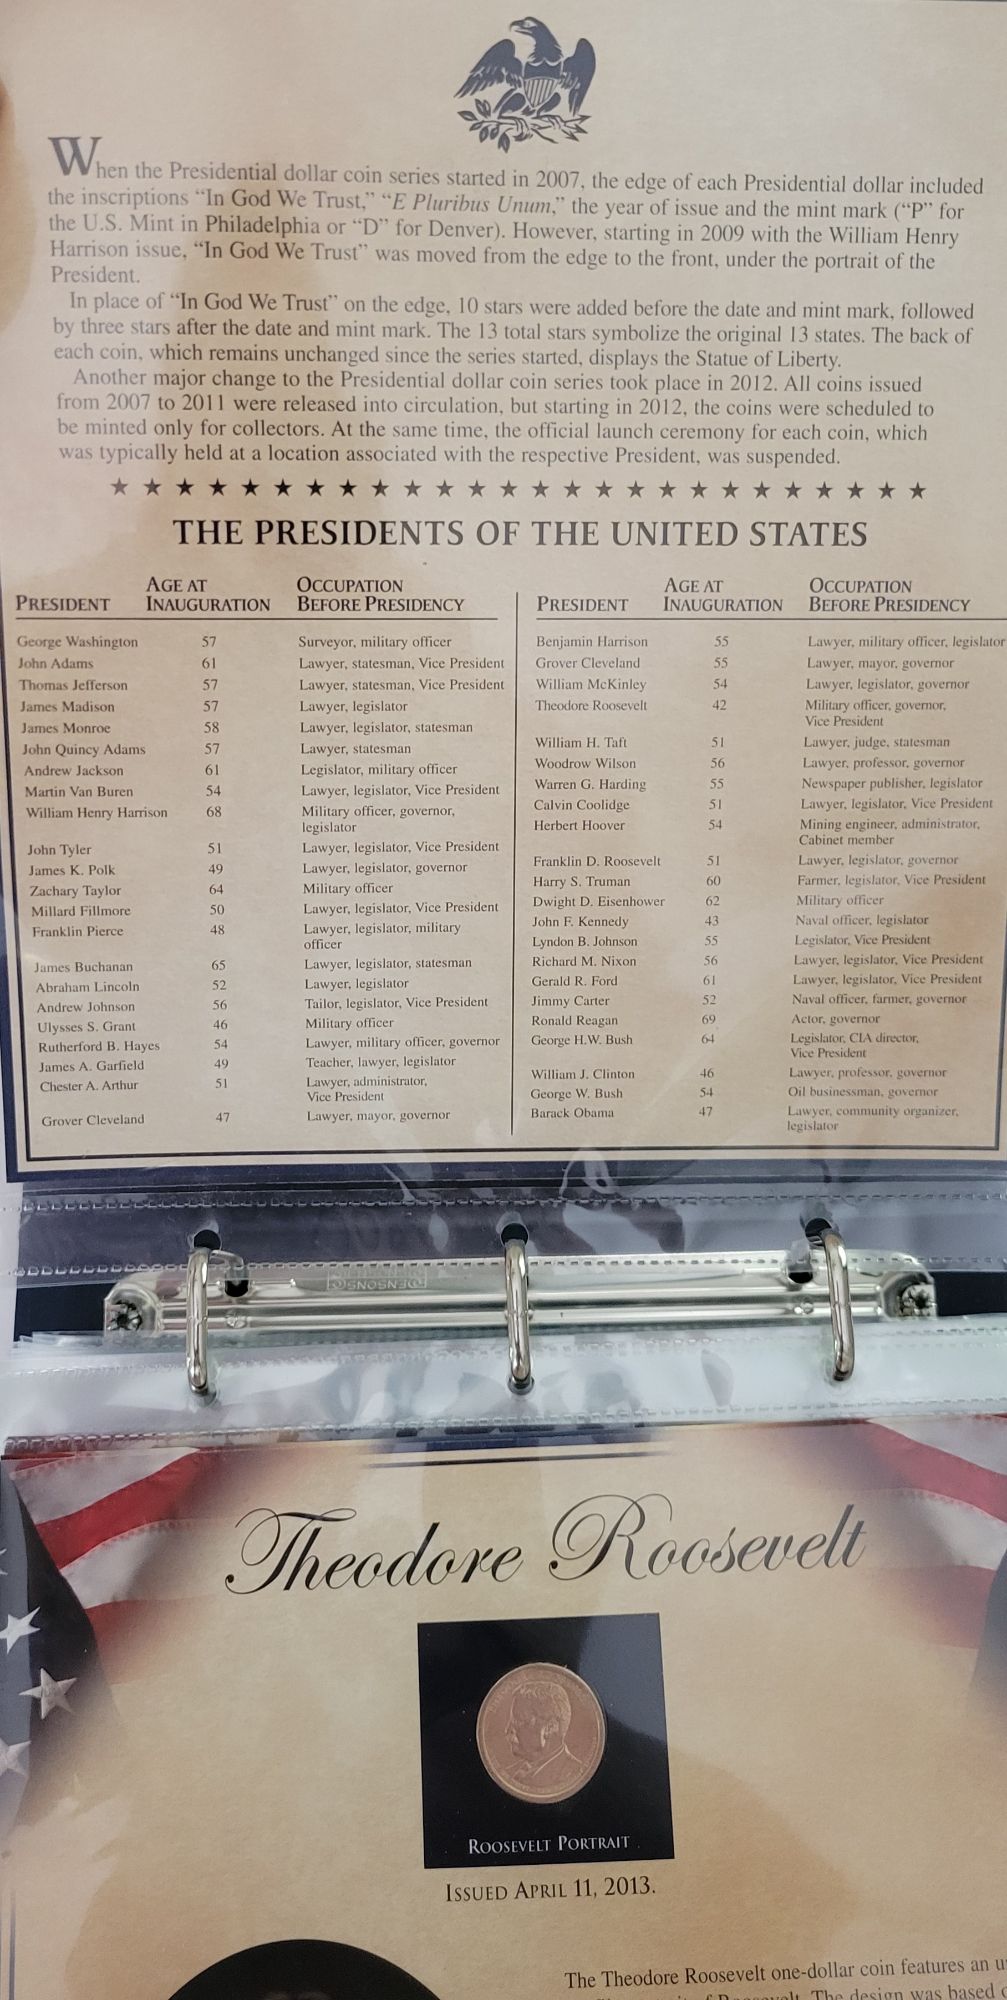 When the Presidential dollar coin series started in 2007, the edge of each Presidential dollar included
the inscriptions “In God We Trust,” “E Pluribus Unum,” the year of issue and the mint mark (“P” for
the U.S. Mint in Philadelphia or “D” for Denver). However, starting in 2009 with the William Henry
Harrison issue, “In God We Trust” was moved from the edge to the front, under the portrait of the
President.
In place of “In God We Trust” on the edge, 10 stars were added before the date and mint mark, followed
by three stars after the date and mint mark. The 13 total stars symbolize the original 13 states. The back of
each coin, which remains unchanged since the series started, displays the Statue of Liberty.
Another major change to the Presidential dollar coin series took place in 2012. All coins issued
from 2007 to 2011 were released into circulation, but starting in 2012, the coins were scheduled to
be minted only for collectors. At the same time, the official launch ceremony for each coin, which
was typically held at a location associated with the respective President, was suspended.
THE PRESIDENTS OF THE UNITED STATES
PRESIDENT AGE AT INAUGURATION OCCUPATION BEFORE PRESIDENCY
George Washington 57 Surveyor, military officer
John Adams 61 Lawyer, statesman, Vice President
Thomas Jefferson 57 Lawyer, statesman, Vice President
James Madison 57 Lawyer, legislator
James Monroe 58 Lawyer, legislator, statesman
John Quincy Adams 57 Lawyer, statesman
Andrew Jackson 61 Legislator, military officer
Martin Van Buren 54 Lawyer, legislator, Vice President
William Henry Harrison 68 Military officer, governor,
legislator
John Tyler 51 Lawyer, legislator, Vice President
James K. Polk 49 Lawyer, legislator, governor
Zachary Taylor 64 Military officer
Millard Fillmore 50 Lawyer, legislator, Vice President
Franklin Pierce 48 Lawyer, legislator, military
officer
James Buchanan 65 Lawyer, legislator, statesman
Abraham Lincoln 52 Lawyer, legislator
Andrew Johnson 56 Tailor, legislator, Vice President
Ulysses S. Grant 46 Military officer
Rutherford B. Hayes 54 Lawyer, military officer, governor
James A. Garfield 49 Teacher, lawyer, legislator
Chester A. Arthur 51 Lawyer, administrator,
Vice President
Grover Cleveland 47 Lawyer, mayor, governor
PRESIDENT AGE AT INAUGURATION OCCUPATION BEFORE PRESIDENCY
Benjamin Harrison 55 Lawyer, military officer, legislator
Grover Cleveland 55 Lawyer, mayor, governor
William McKinley 54 Lawyer, legislator, governor
Theodore Roosevelt 42 Military officer, governor,
Vice President
William H. Taft 51 Lawyer, judge, statesman
Woodrow Wilson 56 Lawyer, professor, governor
Warren G. Harding 55 Newspaper publisher, legislator
Calvin Coolidge 51 Lawyer, legislator, Vice President
Herbert Hoover 54 Mining engineer, administrator,
Cabinet member
Franklin D. Roosevelt 51 Lawyer, legislator, governor
Harry S. Truman 60 Farmer, legislator, Vice President
Dwight D. Eisenhower 62 Military officer
John F. Kennedy 43 Naval officer, legislator
Lyndon B. Johnson 55 Legislator, Vice President
Richard M. Nixon 56 Lawyer, legislator, Vice President
Gerald R. Ford 61 Lawyer, legislator, Vice President
Jimmy Carter 52 Naval officer, farmer, governor
Ronald Reagan 69 Actor, governor
George H.W. Bush 64 Legislator, CIA director,
Vice President
William J. Clinton 46 Lawyer, professor, governor
George W. Bush 54 Oil businessman, governor
Barack Obama 47 Lawyer, community organizer,
legislator
Theodore Roosevelt
ROOSEVELT PORTRAIT
ISSUED APRIL 11, 2013.
The Theodore Roosevelt one-dollar coin features an
of Roosevelt. The design was based